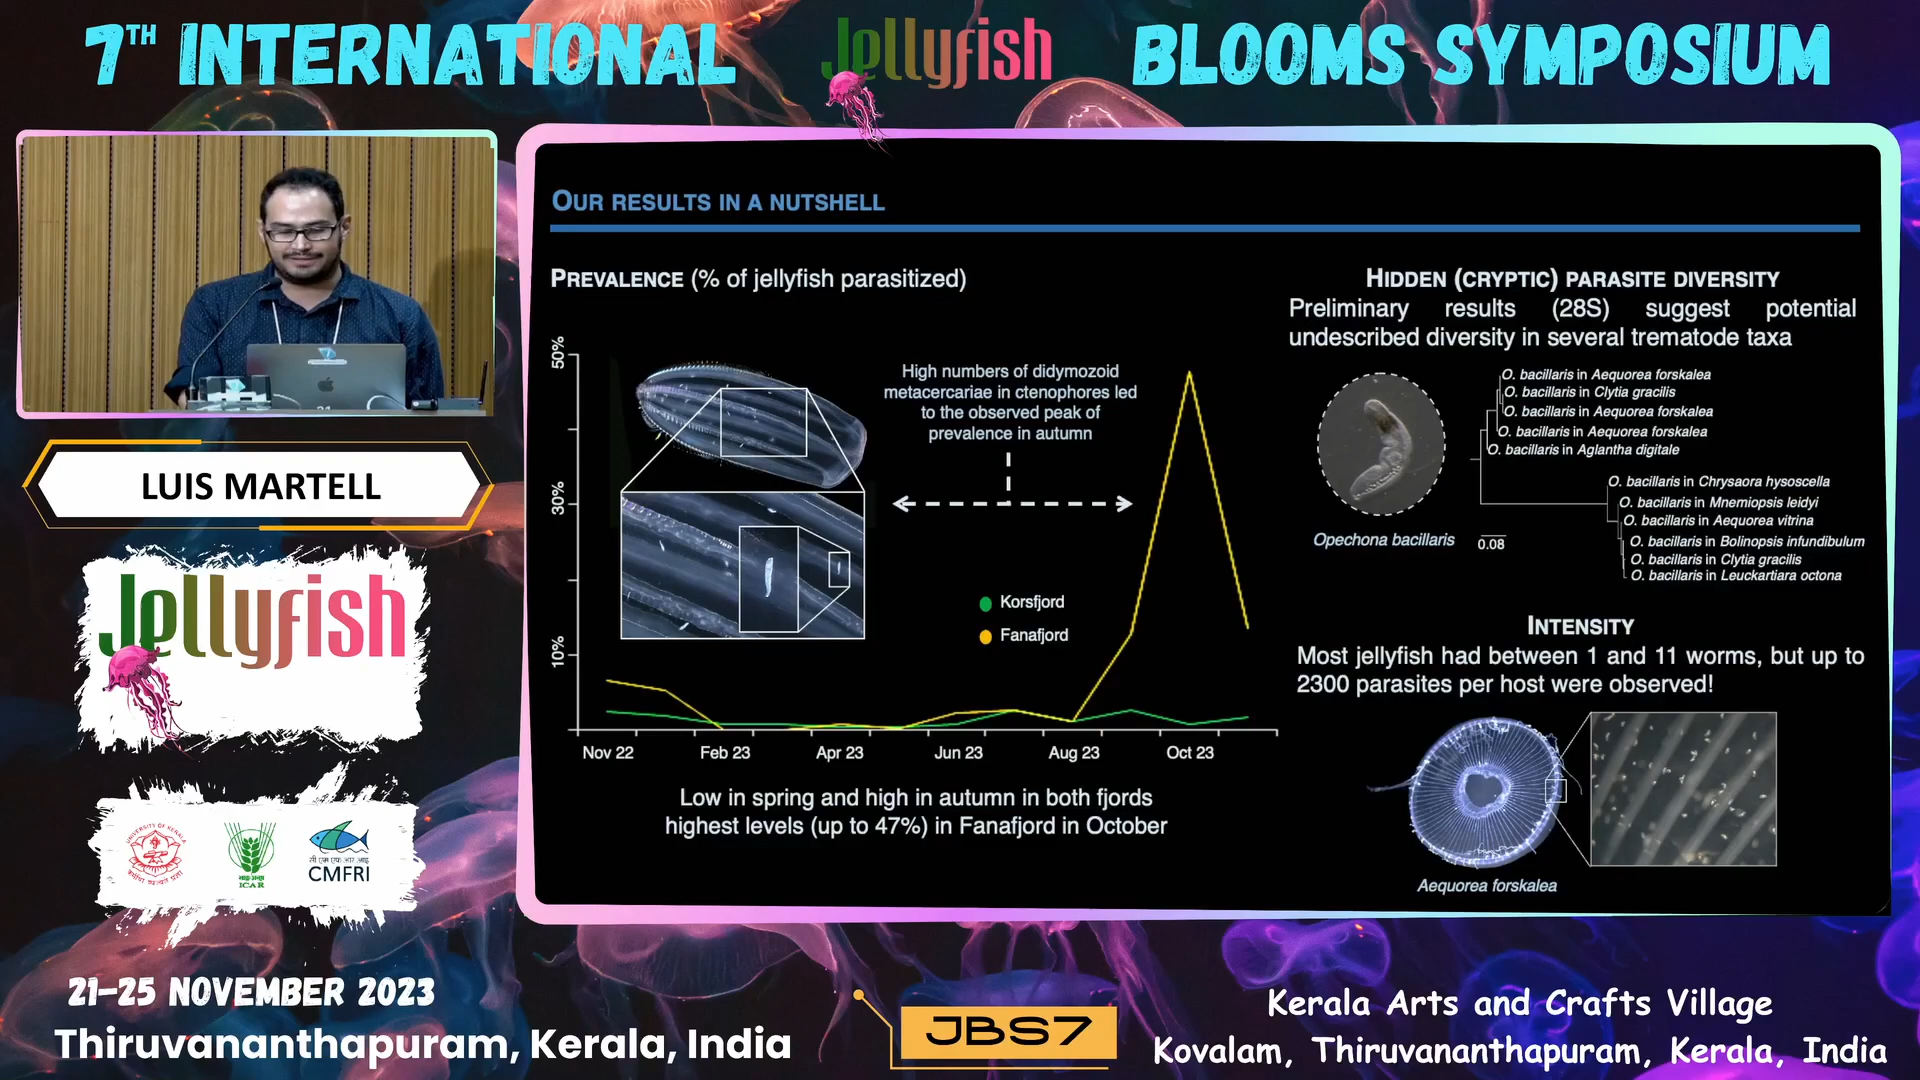 7TH INTERNATIONAL Jellyfish BLOOMS SYMPOSIUM
LUIS MARTELL
Jellyfish
UNIVERSITY OF KERALA
ICAR
CMFRI
OUR RESULTS IN A NUTSHELL
PREVALENCE (% of jellyfish parasitized)
50%
30%
10%
High numbers of didymozoid
metacercariae in ctenophores led
to the observed peak of
prevalence in autumn
Korsfjord
Fanafjord
Nov 22 Feb 23 Apr 23 Jun 23 Aug 23 Oct 23
Low in spring and high in autumn in both fjords
highest levels (up to 47%) in Fanafjord in October
HIDDEN (CRYPTIC) PARASITE DIVERSITY
Preliminary results (28S) suggest potential
undescribed diversity in several trematode taxa
O. bacillaris in Aequorea forskalea
O. bacillaris in Clytia gracilis
O. bacillaris in Aequorea forskalea
O. bacillaris in Aequorea forskalea
O. bacillaris in Aglantha digitale
O. bacillaris in Chrysaora hysoscella
O. bacillaris in Mnemiopsis leidyi
O. bacillaris in Aequorea vitrina
O. bacillaris in Bolinopsis infundibulum
O. bacillaris in Clytia gracilis
O. bacillaris in Leuckartiara octona
Opechona bacillaris
0.08
INTENSITY
Most jellyfish had between 1 and 11 worms, but up to
2300 parasites per host were observed!
Aequorea forskalea
21-25 NOVEMBER 2023
Thiruvananthapuram, Kerala, India
JBS7
Kerala Arts and Crafts Village
Kovalam, Thiruvananthapuram, Kerala, India